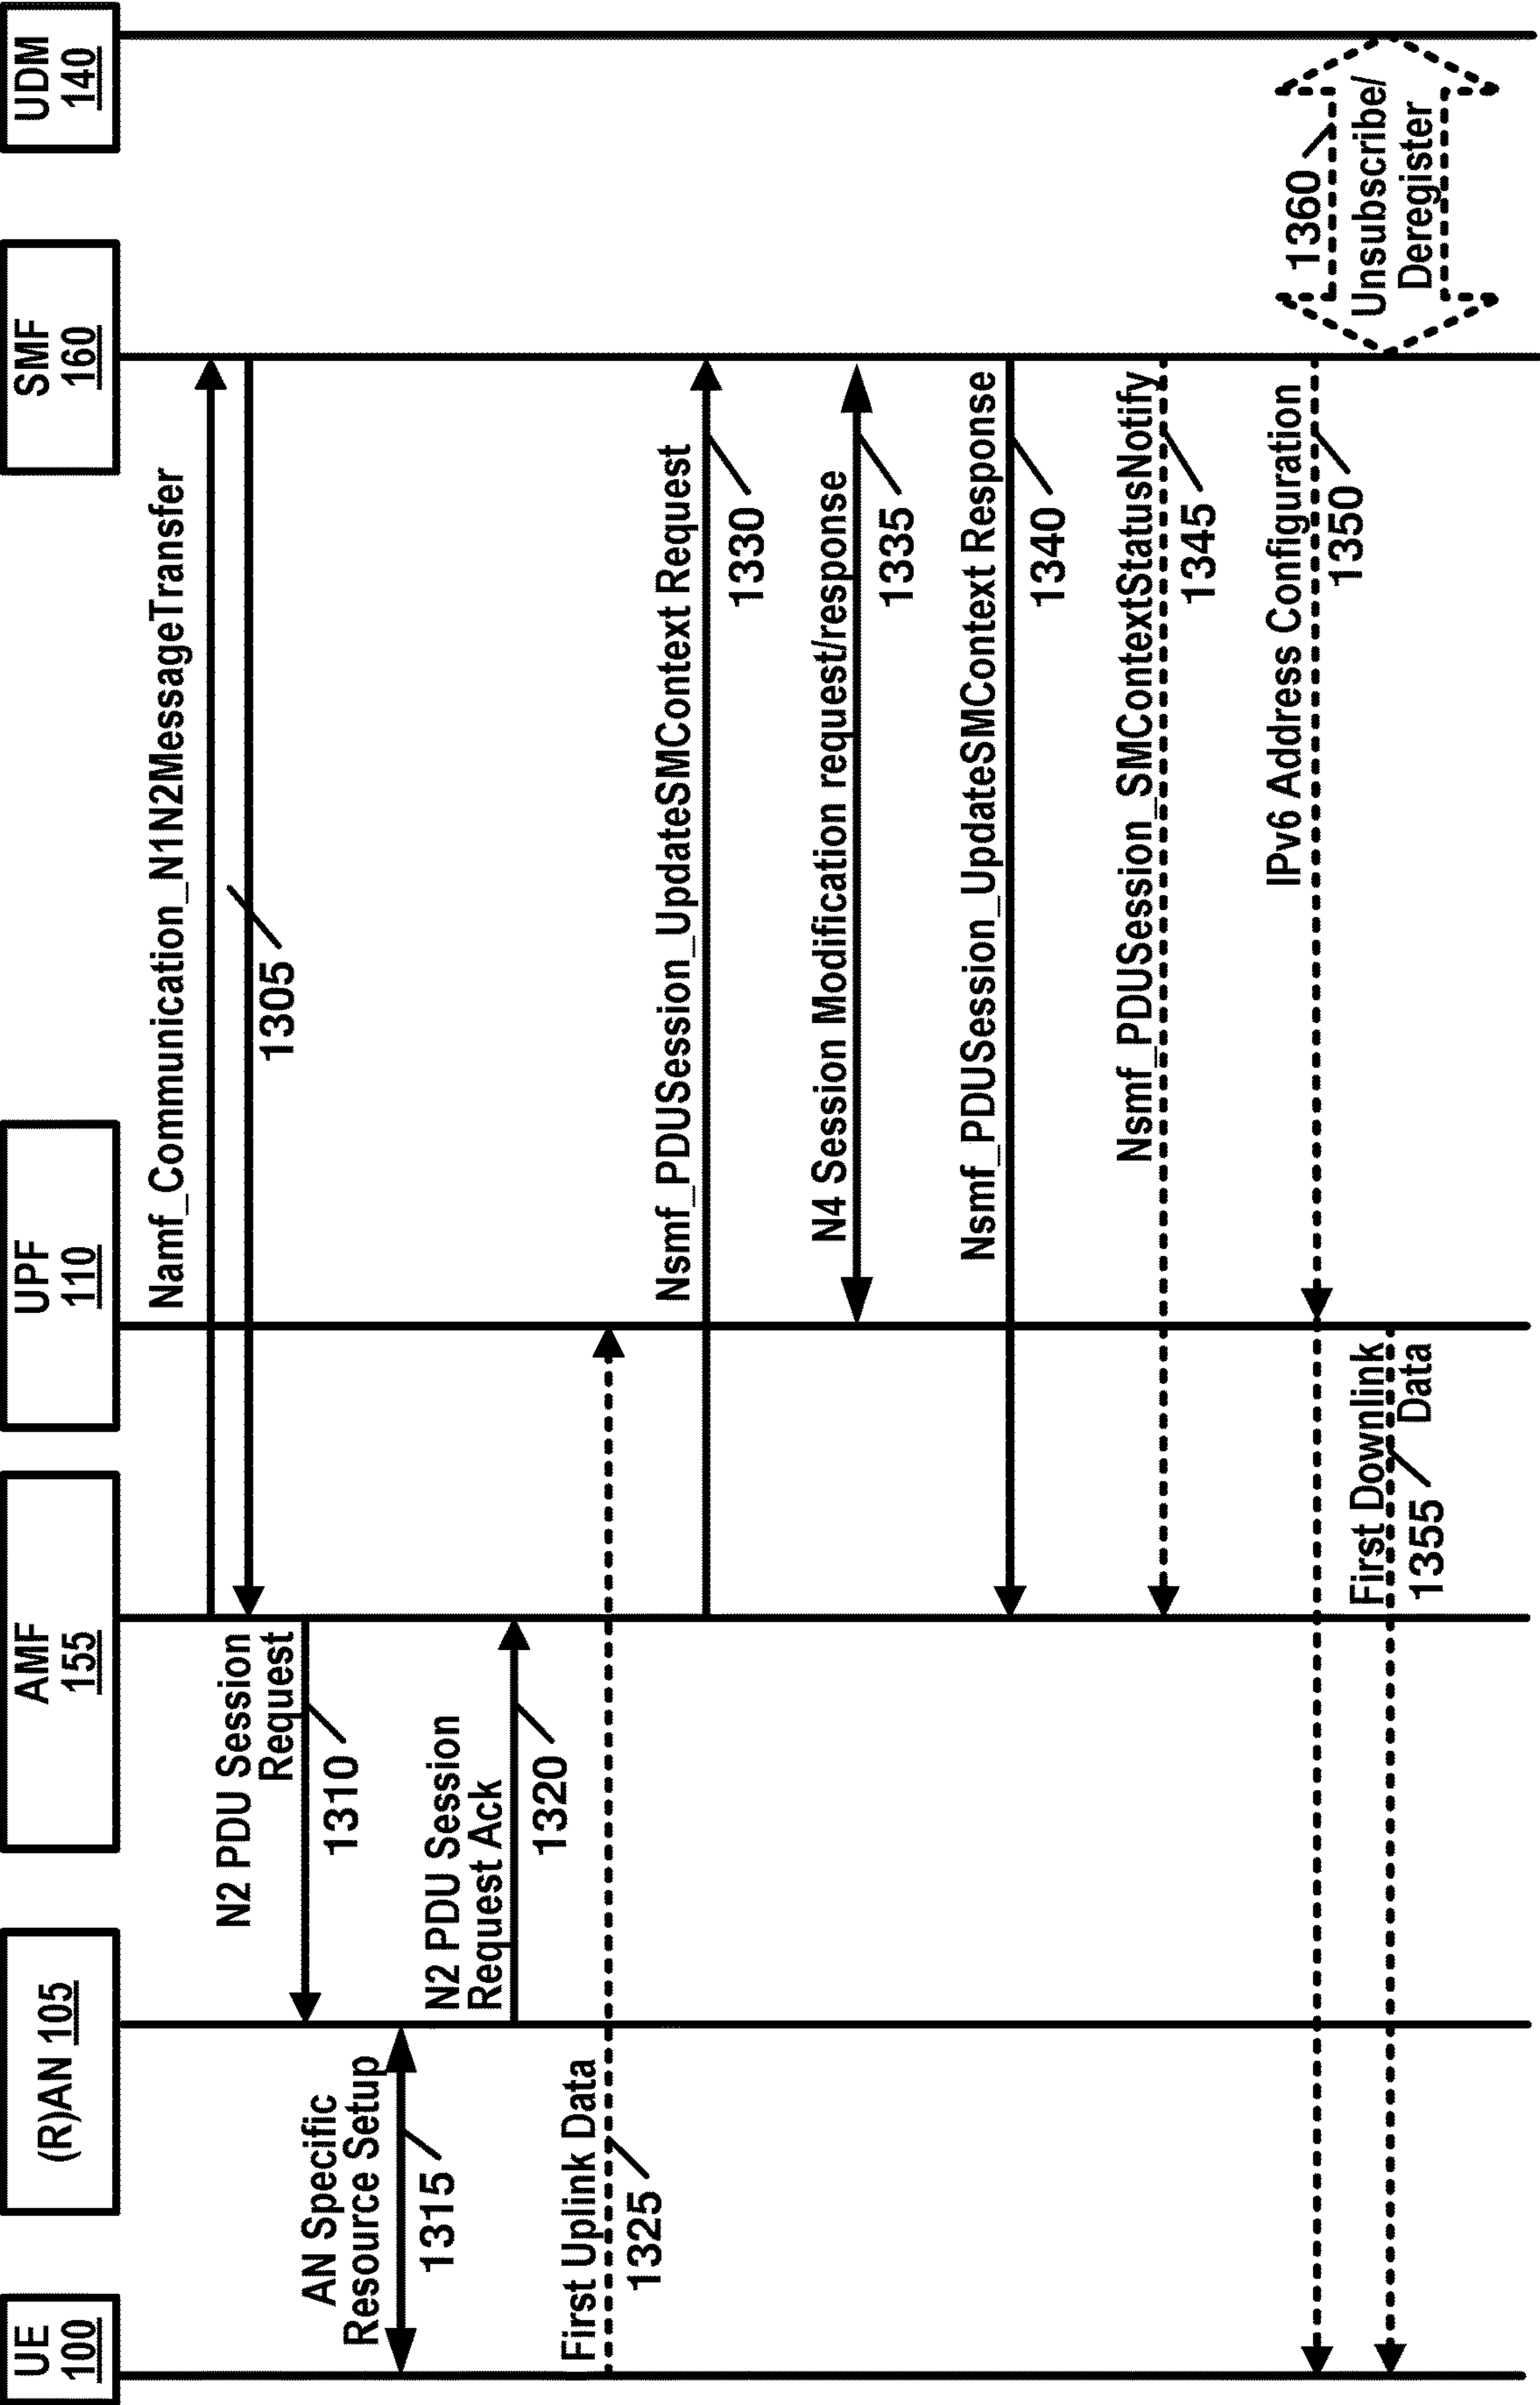 UE
100
(R)AN 105
AMF
155
UPF
110
SMF
160
UDM
140
Namf_Communication_N1N2MessageTransfer
1305
N2 PDU Session
Request
1310
AN Specific
Resource Setup
1315
N2 PDU Session
Request Ack
1320
First Uplink Data
1325
Nsmf_PDUSession_UpdateSMContext Request
1330
N4 Session Modification request/response
1335
Nsmf_PDUSession_UpdateSMContext Response
1340
Nsmf_PDUSession_SMContextStatusNotify
1345
IPv6 Address Configuration
1350
First Downlink
Data
1355
1360
Unsubscribe/
Deregister